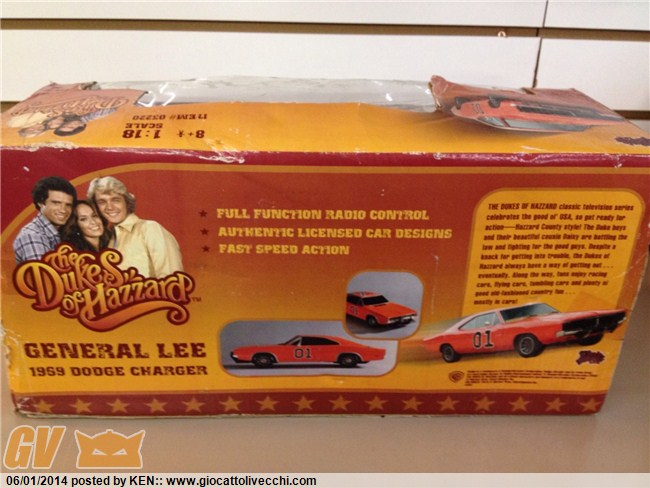 8+
1:18
SCALE
ITEM# 65220
The
Dukes
of Hazzard™
GENERAL LEE
1969 DODGE CHARGER
★ FULL FUNCTION RADIO CONTROL
★ AUTHENTIC LICENSED CAR DESIGNS
★ FAST SPEED ACTION
THE DUKES OF HAZZARD classic television series
celebrates the good ol' USA, so get ready for
action—Hazzard County style! The Duke boys
and their beautiful cousin Daisy are battling the
law and fighting for the good guys. Despite a
knack for getting into trouble, the Dukes of
Hazzard always have a way of getting out . . .
eventually. Along the way, fans enjoy racing
cars, flying cars, tumbling cars and plenty of
good old-fashioned country fun . . .
mostly in cars!
01
01
GV
06/01/2014 posted by KEN:: www.giocattolivecchi.com